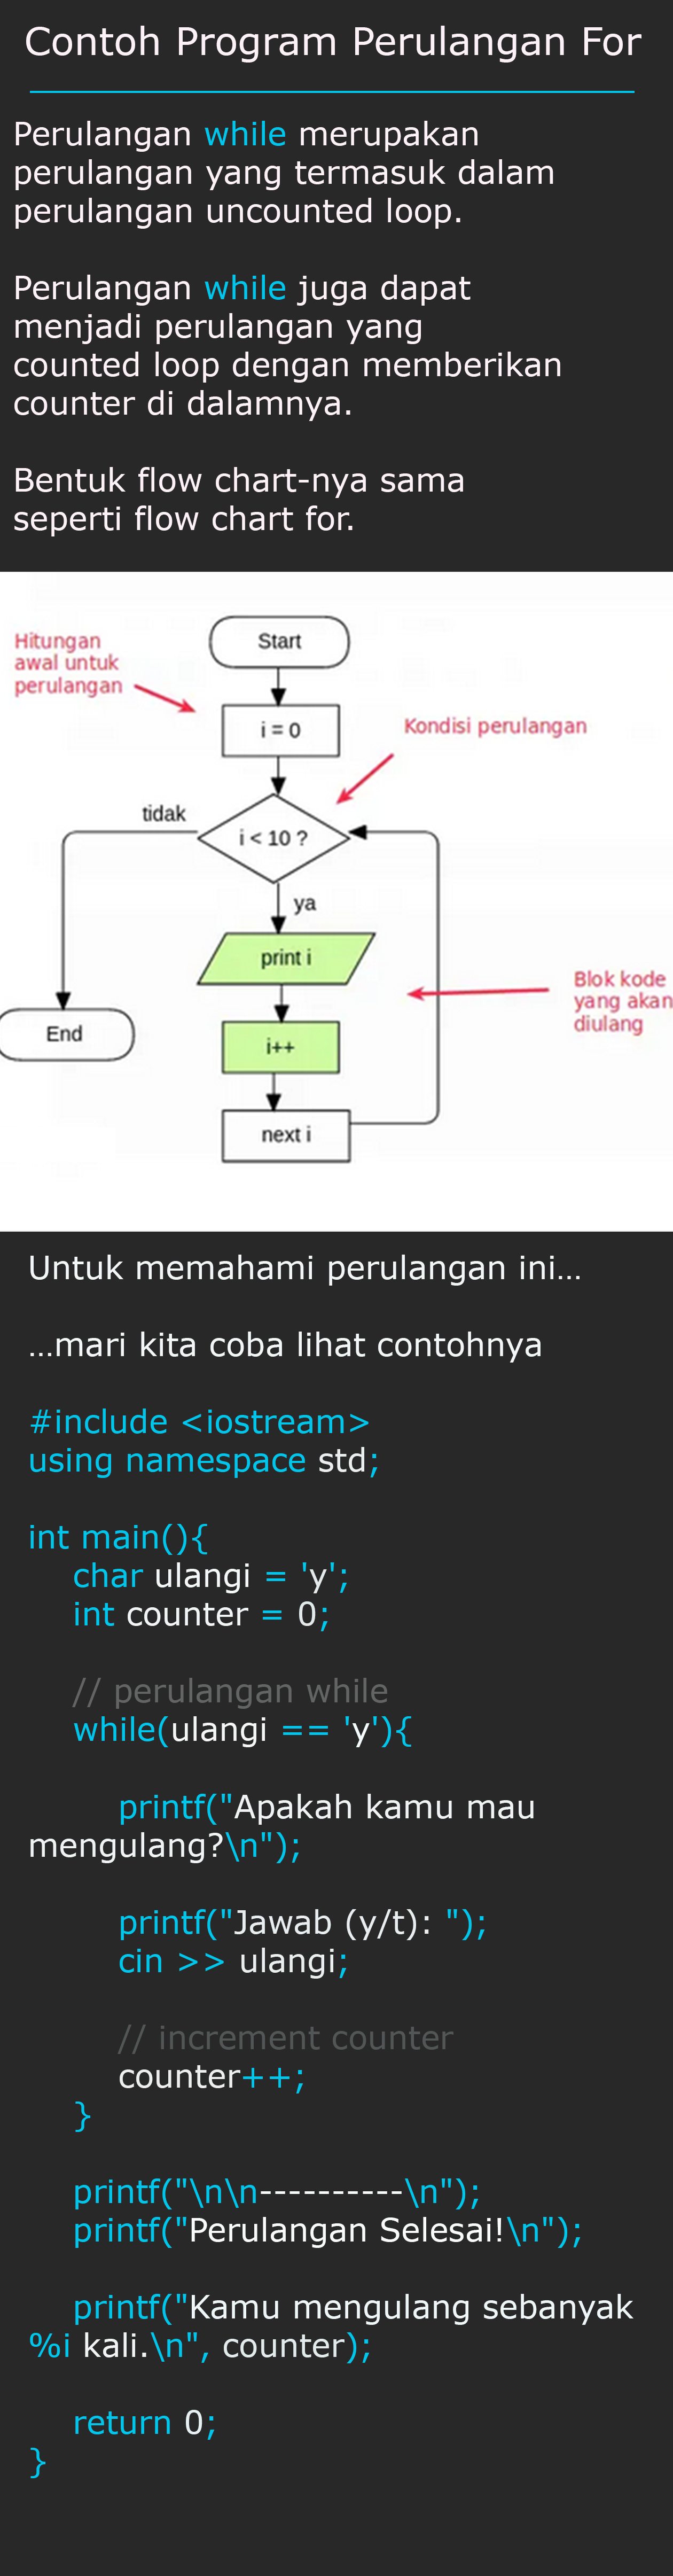 Contoh Program Perulangan For
Perulangan while merupakan
perulangan yang termasuk dalam
perulangan uncounted loop.
Perulangan while juga dapat
menjadi perulangan yang
counted loop dengan memberikan
counter di dalamnya.
Bentuk flow chart-nya sama
seperti flow chart for.
Hitungan
awal untuk
perulangan
Start
i = 0
Kondisi perulangan
tidak
i < 10 ?
ya
print i
Blok kode
yang akan
diulang
End
i++
next i
Untuk memahami perulangan ini...
...mari kita coba lihat contohnya
#include <iostream>
using namespace std;
int main(){
char ulangi = 'y';
int counter = 0;
// perulangan while
while(ulangi == 'y'){
printf("Apakah kamu mau
mengulang?\n");
printf("Jawab (y/t): ");
cin >> ulangi;
// increment counter
counter++;
}
printf("\n\n----------\n");
printf("Perulangan Selesai!\n");
printf("Kamu mengulang sebanyak
%i kali.\n", counter);
return 0;
}